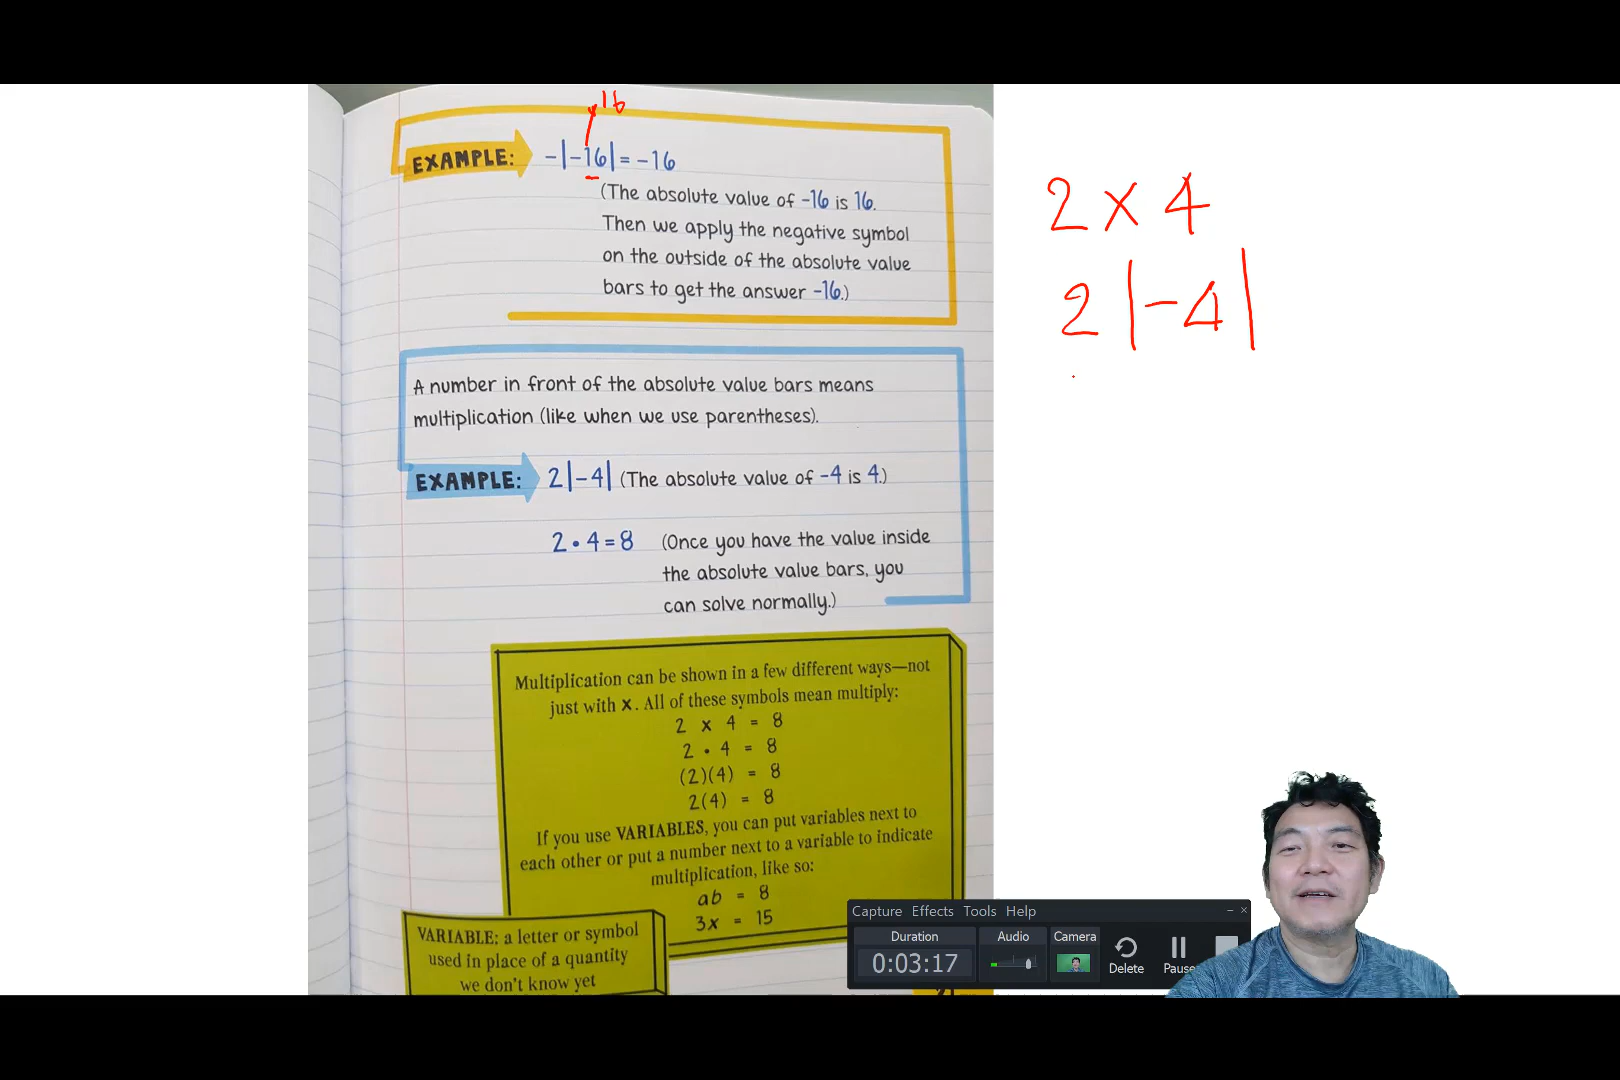 16
EXAMPLE: -|-16| = -16
(The absolute value of -16 is 16.
Then we apply the negative symbol
on the outside of the absolute value
bars to get the answer -16.)
A number in front of the absolute value bars means
multiplication (like when we use parentheses).
EXAMPLE: 2|-4| (The absolute value of -4 is 4.)
2 • 4 = 8 (Once you have the value inside
the absolute value bars, you
can solve normally.)
Multiplication can be shown in a few different ways—not
just with x. All of these symbols mean multiply:
2 x 4 = 8
2 • 4 = 8
(2)(4) = 8
2(4) = 8
If you use VARIABLES, you can put variables next to
each other or put a number next to a variable to indicate
multiplication, like so:
ab = 8
3x = 15
VARIABLE: a letter or symbol
used in place of a quantity
we don't know yet
2 x 4
2|-4|
Capture Effects Tools Help
Duration Audio Camera
0:03:17 Delete Pause